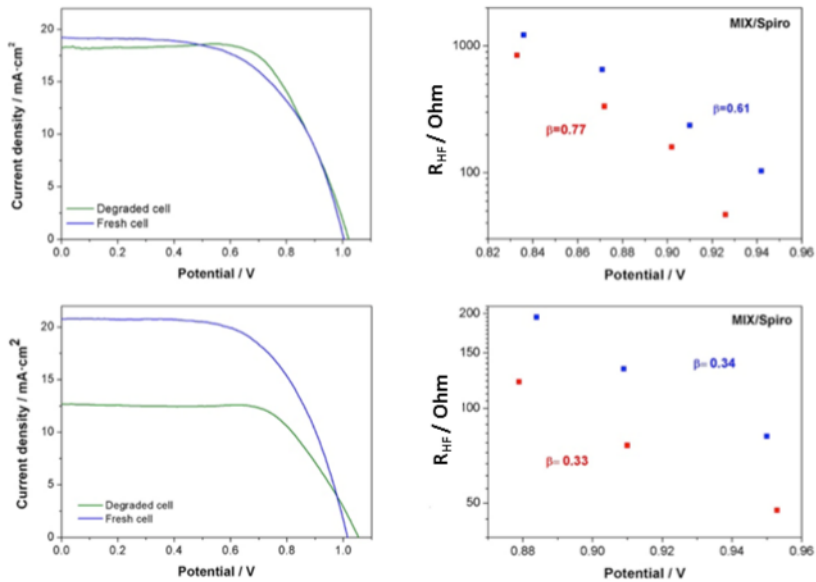 20
15
10
5
0
0.0 0.2 0.4 0.6 0.8 1.0
Current density / mA·cm²
Potential / V
Degraded cell
Fresh cell
MIX/Spiro
1000
100
R_HF / Ohm
β=0.77
β=0.61
0.82 0.84 0.86 0.88 0.90 0.92 0.94 0.96
Potential / V
20
15
10
5
0
0.0 0.2 0.4 0.6 0.8 1.0
Current density / mA·cm²
Potential / V
Degraded cell
Fresh cell
MIX/Spiro
200
150
100
50
R_HF / Ohm
β= 0.34
β= 0.33
0.88 0.90 0.92 0.94 0.96
Potential / V